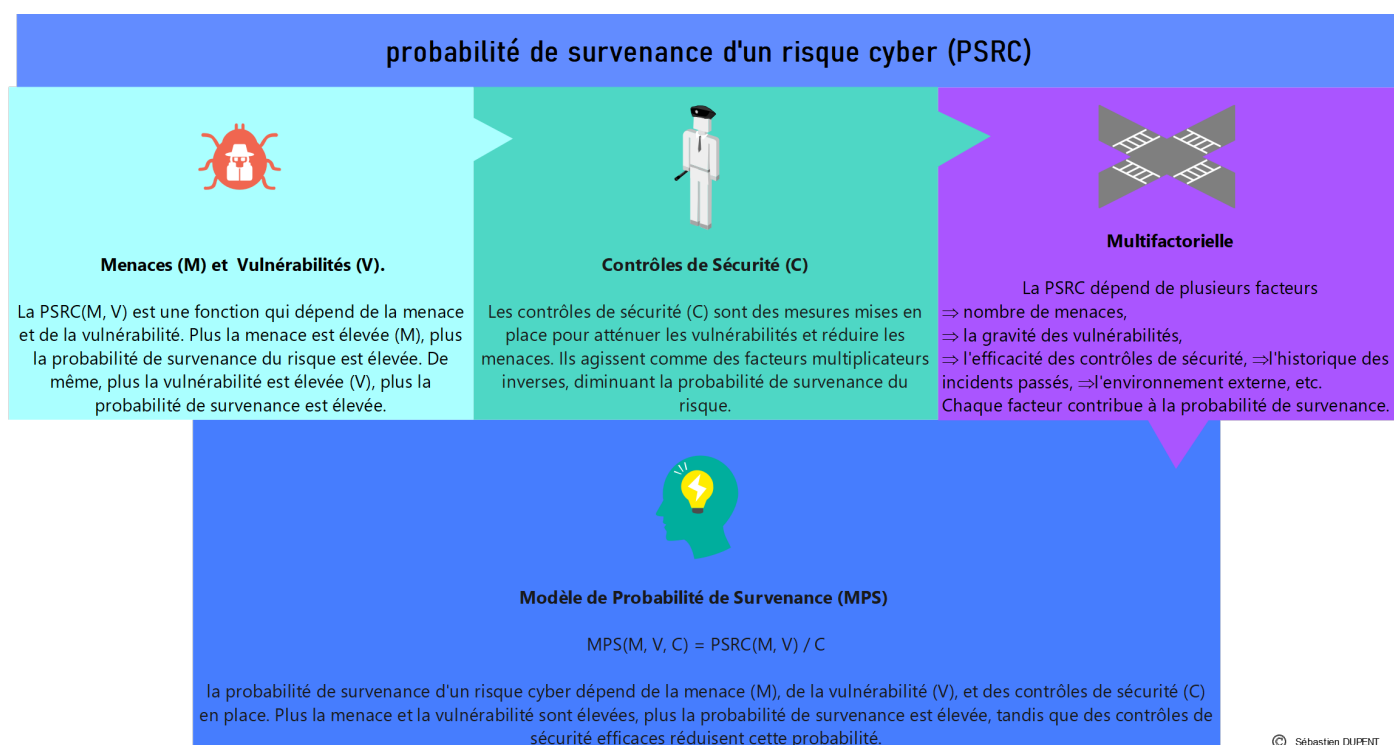 probabilité de survenance d'un risque cyber (PSRC)
Menaces (M) et  Vulnérabilités (V).
La PSRC(M, V) est une fonction qui dépend de la menace
et de la vulnérabilité. Plus la menace est élevée (M), plus
la probabilité de survenance du risque est élevée. De
même, plus la vulnérabilité est élevée (V), plus la
probabilité de survenance est élevée.
Contrôles de Sécurité (C)
Les contrôles de sécurité (C) sont des mesures mises en
place pour atténuer les vulnérabilités et réduire les
menaces. Ils agissent comme des facteurs multiplicateurs
inverses, diminuant la probabilité de survenance du
risque.
Multifactorielle
La PSRC dépend de plusieurs facteurs
⇒ nombre de menaces,
⇒ la gravité des vulnérabilités,
⇒ l'efficacité des contrôles de sécurité, ⇒l'historique des
incidents passés, ⇒l'environnement externe, etc.
Chaque facteur contribue à la probabilité de survenance.
Modèle de Probabilité de Survenance (MPS)
MPS(M, V, C) = PSRC(M, V) / C
la probabilité de survenance d'un risque cyber dépend de la menace (M), de la vulnérabilité (V), et des contrôles de sécurité (C)
en place. Plus la menace et la vulnérabilité sont élevées, plus la probabilité de survenance est élevée, tandis que des contrôles de
sécurité efficaces réduisent cette probabilité.
© Sébastien DUPENT